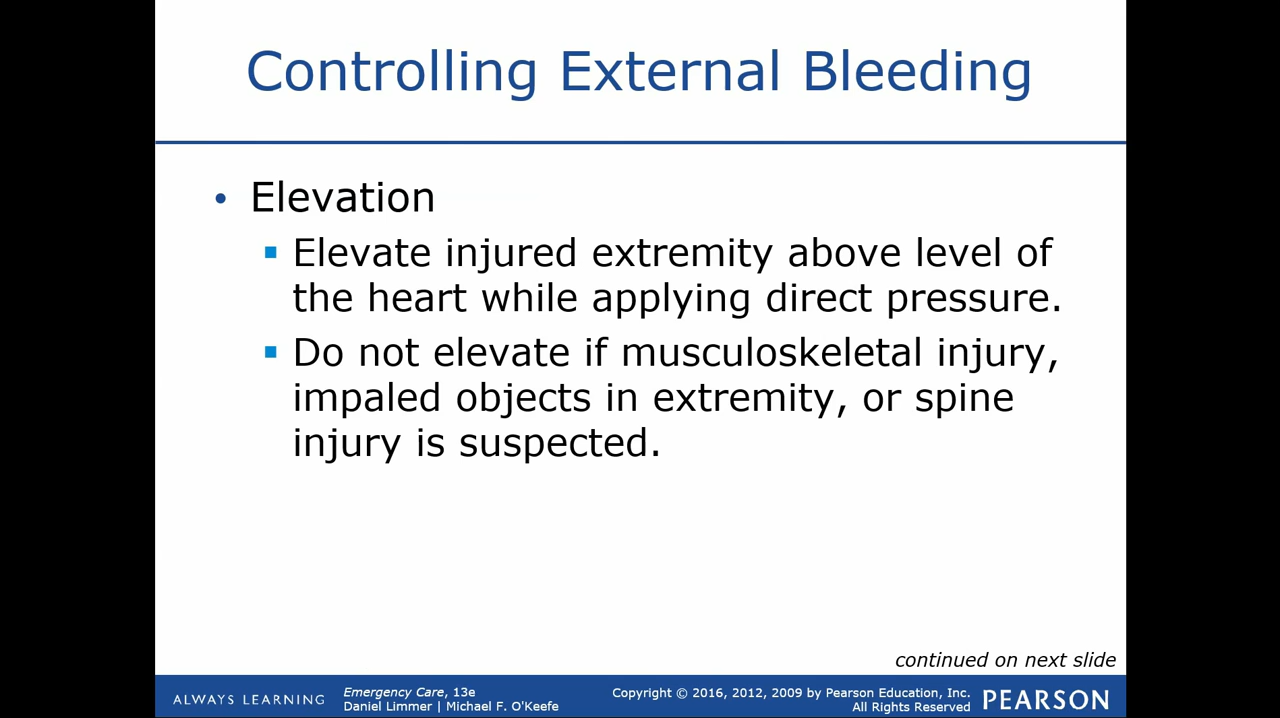 Controlling External Bleeding
• Elevation
▪ Elevate injured extremity above level of
the heart while applying direct pressure.
▪ Do not elevate if musculoskeletal injury,
impaled objects in extremity, or spine
injury is suspected.
continued on next slide
ALWAYS LEARNING
Emergency Care, 13e
Daniel Limmer | Michael F. O'Keefe
Copyright © 2016, 2012, 2009 by Pearson Education, Inc.
All Rights Reserved
PEARSON